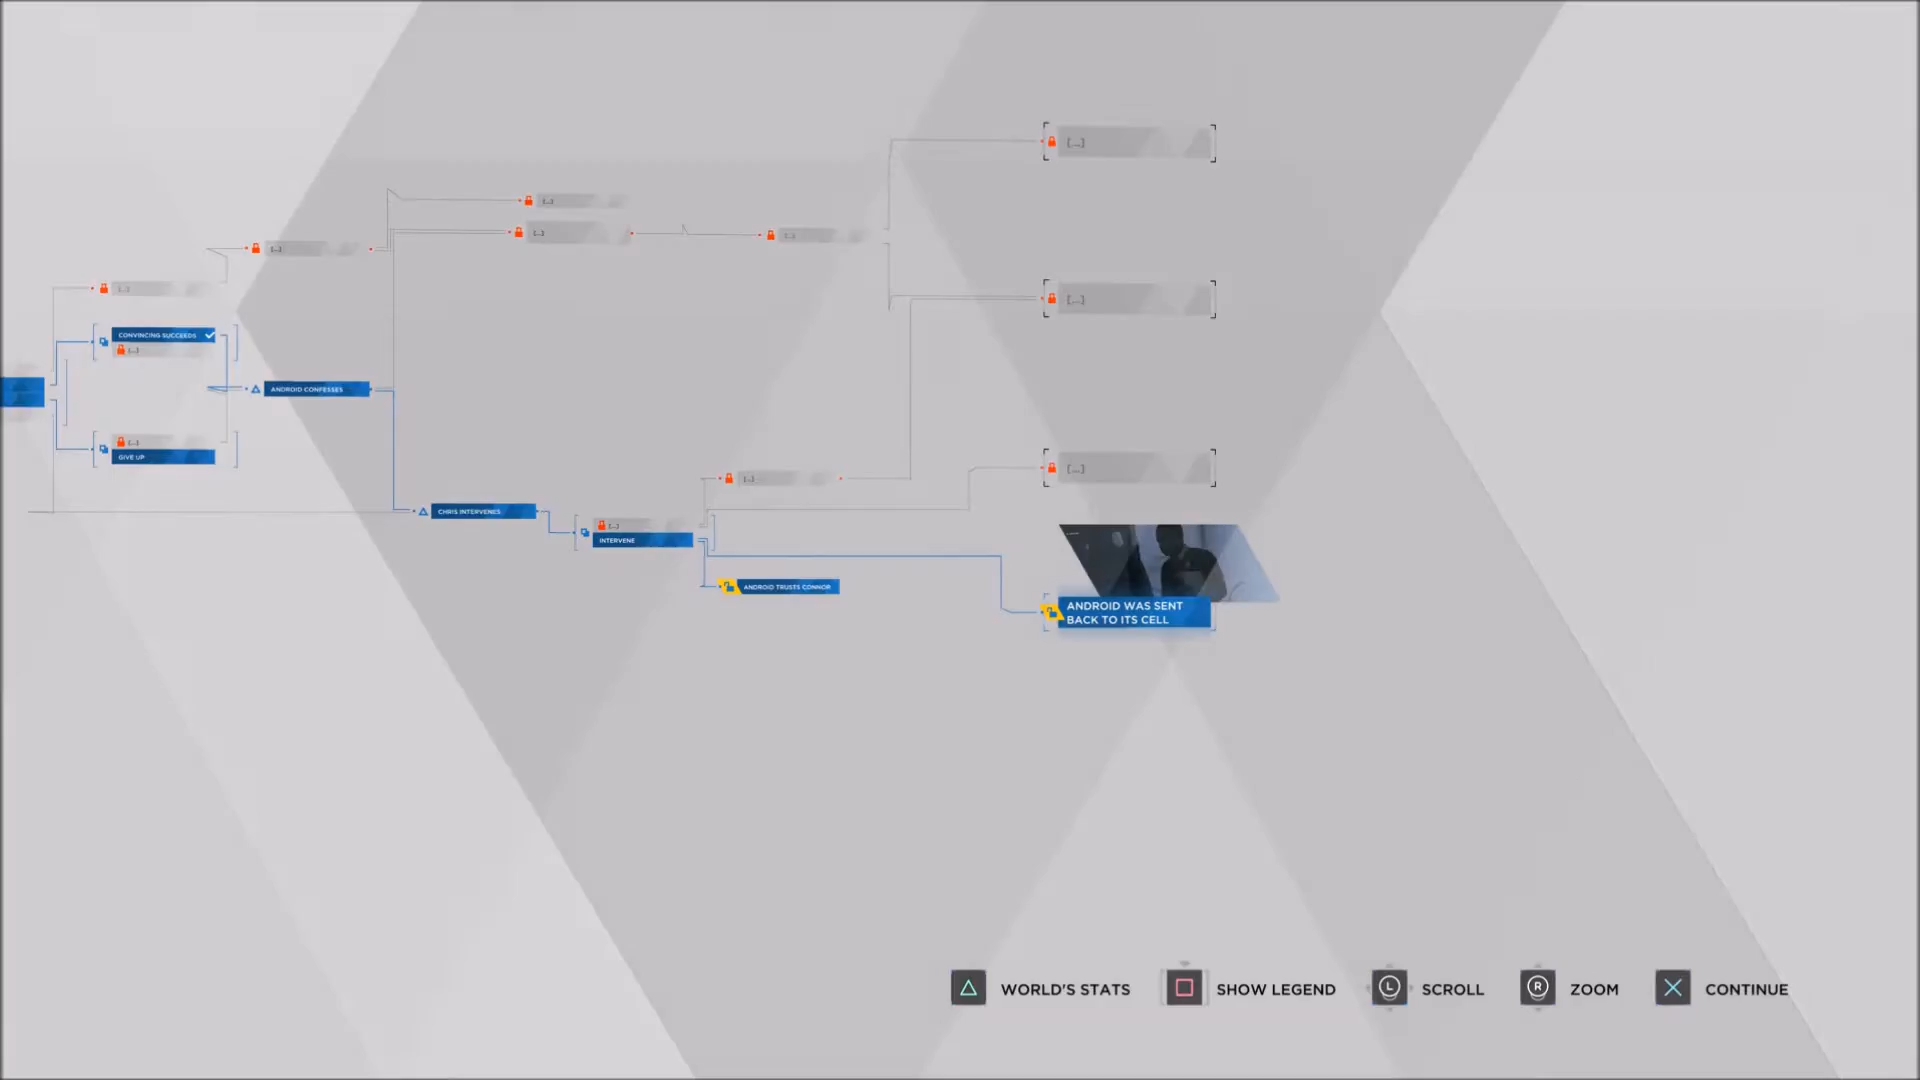 [...]
[...]
[...]
[...]
[...]
[...]
[...]
CONVINCING SUCCEEDS
[...]
ANDROID CONFESSES
[...]
GIVE UP
[...]
[...]
CHRIS INTERVENES
[...]
INTERVENE
ANDROID TRUSTS CONNOR
ANDROID WAS SENT
BACK TO ITS CELL
WORLD'S STATS
SHOW LEGEND
L SCROLL
R ZOOM
CONTINUE